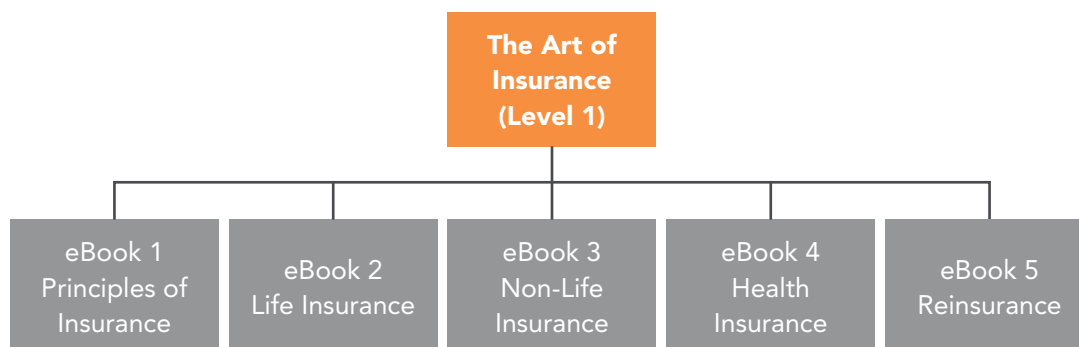 The Art of
Insurance
(Level 1)
eBook 1
Principles of
Insurance
eBook 2
Life Insurance
eBook 3
Non-Life
Insurance
eBook 4
Health
Insurance
eBook 5
Reinsurance